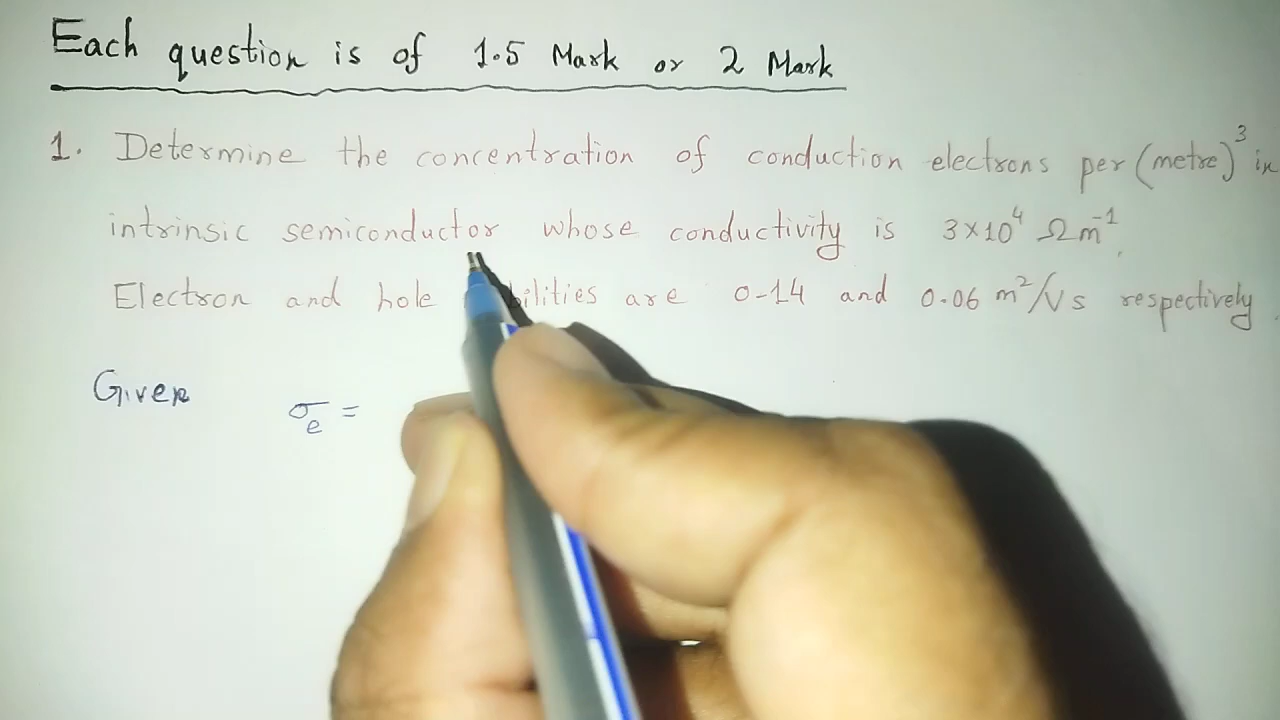 Each question is of 1.5 Mark or 2 Mark
1. Determine the concentration of conduction electrons per (metre)³ in
intrinsic semiconductor whose conductivity is 3×10⁴ Ωm⁻¹.
Electron and hole are 0.14 and 0.06 m²/Vs respectively.
Given σₑ =